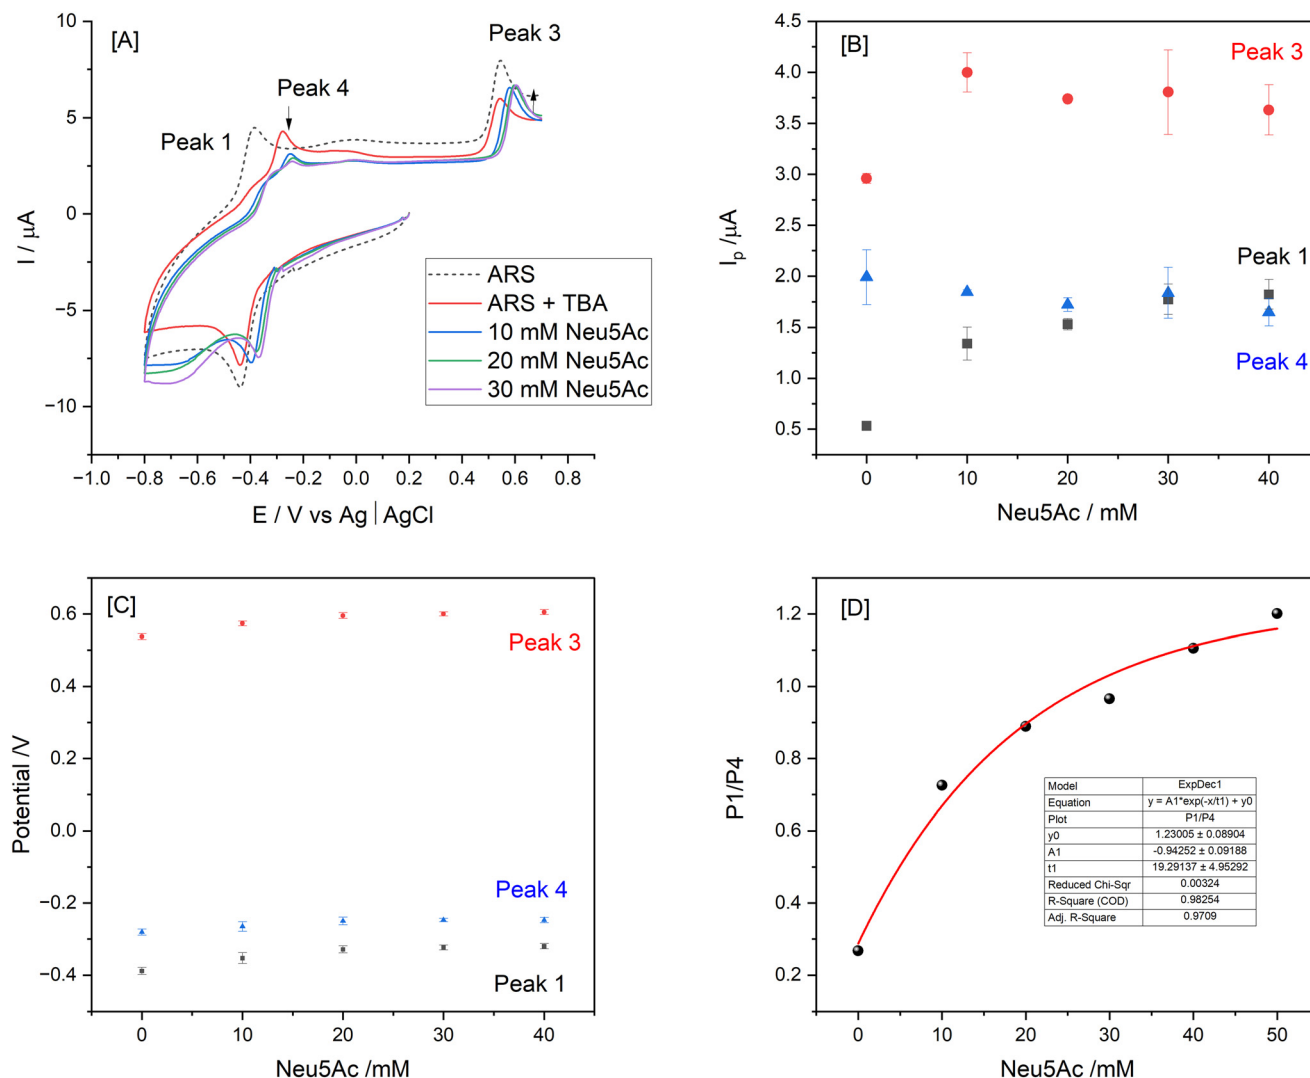 [A]
Peak 3
Peak 4
Peak 1
10
5
0
−5
−10
I / µA
ARS
ARS + TBA
10 mM Neu5Ac
20 mM Neu5Ac
30 mM Neu5Ac
−1.0 −0.8 −0.6 −0.4 −0.2 0.0 0.2 0.4 0.6 0.8
E / V vs Ag | AgCl
[B]
Peak 3
Peak 1
Peak 4
4.5
4.0
3.5
3.0
2.5
2.0
1.5
1.0
0.5
Ip /µA
0 10 20 30 40
Neu5Ac / mM
[C]
Peak 3
Peak 4
Peak 1
0.6
0.4
0.2
0.0
−0.2
−0.4
Potential /V
0 10 20 30 40
Neu5Ac /mM
[D]
1.2
1.0
0.8
0.6
0.4
0.2
P1/P4
Model ExpDec1
Equation y = A1*exp(-x/t1) + y0
Plot P1/P4
y0 1.23005 ± 0.08904
A1 -0.94252 ± 0.09188
t1 19.29137 ± 4.95292
Reduced Chi-Sqr 0.00324
R-Square (COD) 0.98254
Adj. R-Square 0.9709
0 10 20 30 40 50
Neu5Ac /mM